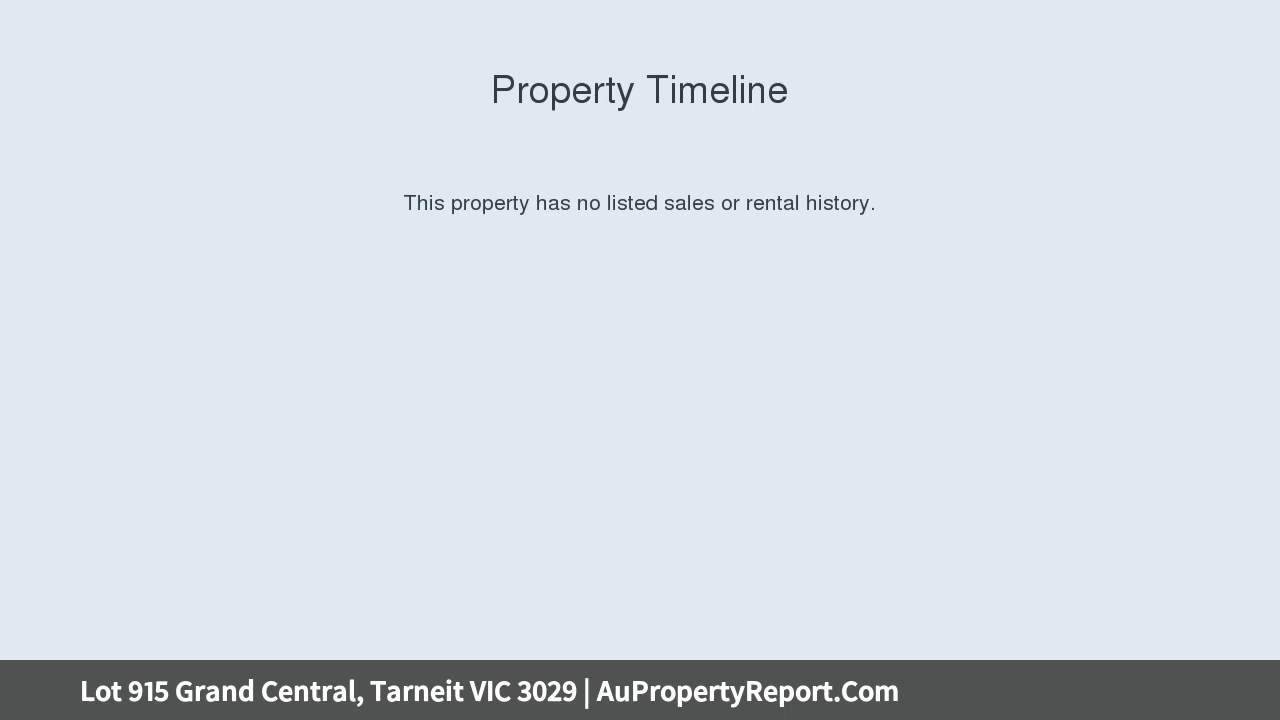 Property Timeline
This property has no listed sales or rental history.
Lot 915 Grand Central, Tarneit VIC 3029 | AuPropertyReport.Com